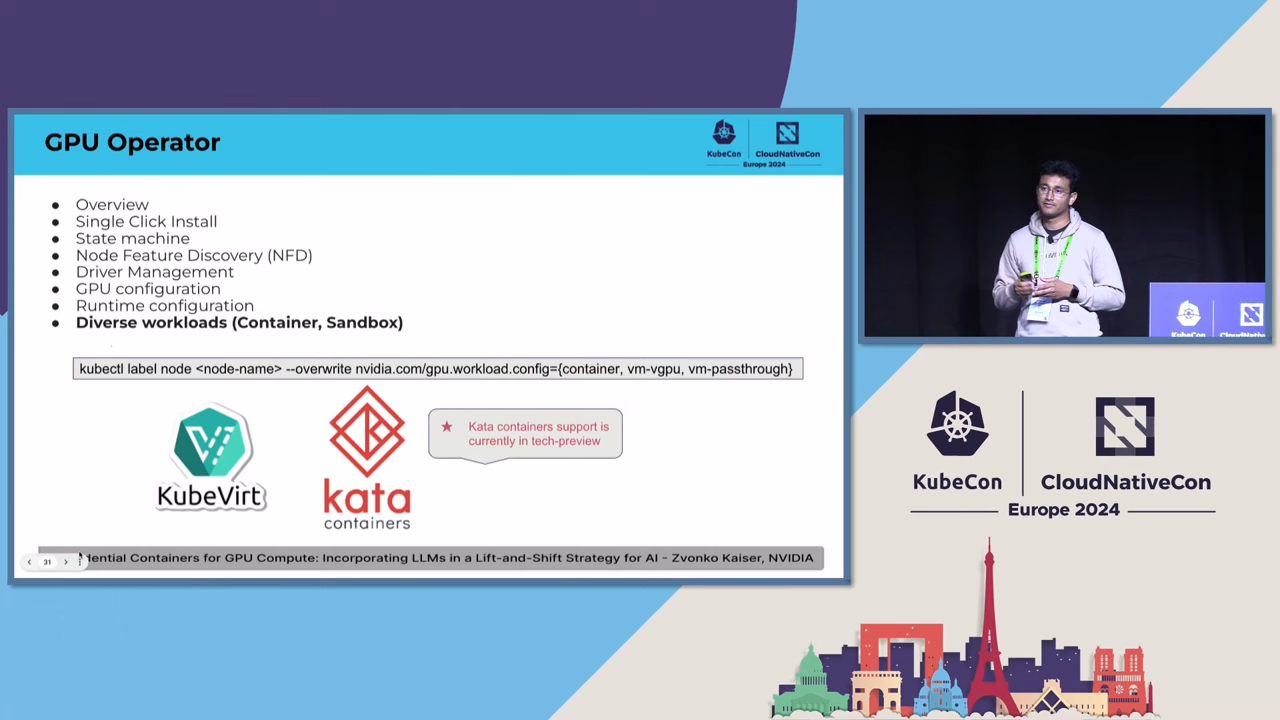 GPU Operator
KubeCon
CloudNativeCon
Europe 2024
Overview
Single Click Install
State machine
Node Feature Discovery (NFD)
Driver Management
GPU configuration
Runtime configuration
Diverse workloads (Container, Sandbox)
kubectl label node <node-name> --overwrite nvidia.com/gpu.workload.config={container, vm-vgpu, vm-passthrough}
KubeVirt
kata
containers
Kata containers support is
currently in tech-preview
Containers for GPU Compute: Incorporating LLMs in a Lift-and-Shift Strategy for AI - Zvonko Kaiser, NVIDIA
31
KubeCon
KubeCon
CloudNativeCon
Europe 2024